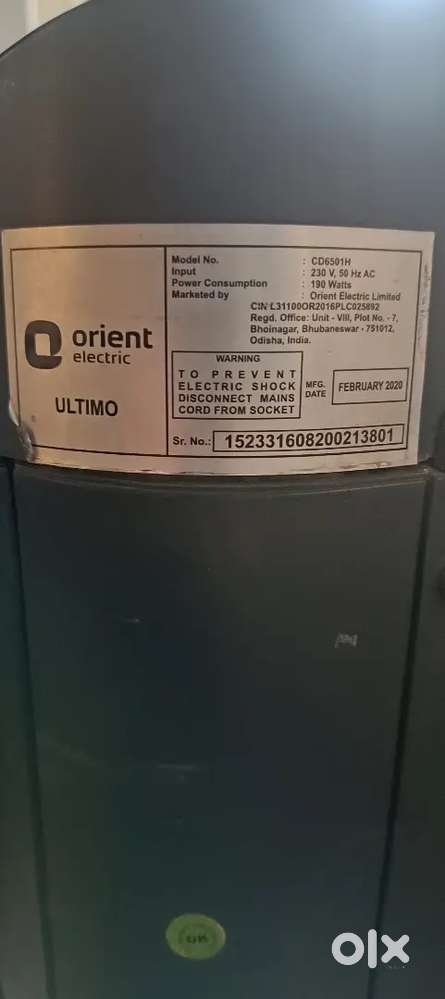 orient
electric
ULTIMO
Model No. : CD6501H
Input : 230 V, 50 Hz AC
Power Consumption : 190 Watts
Marketed by : Orient Electric Limited
CIN L31100OR2016PLC025892
Regd. Office: Unit - VIII, Plot No. - 7,
Bhoinagar, Bhubaneswar - 751012,
Odisha, India.
WARNING
TO PREVENT
ELECTRIC SHOCK
DISCONNECT MAINS
CORD FROM SOCKET
MFG.
DATE
FEBRUARY 2020
Sr. No.: 152331608200213801
OK
olx